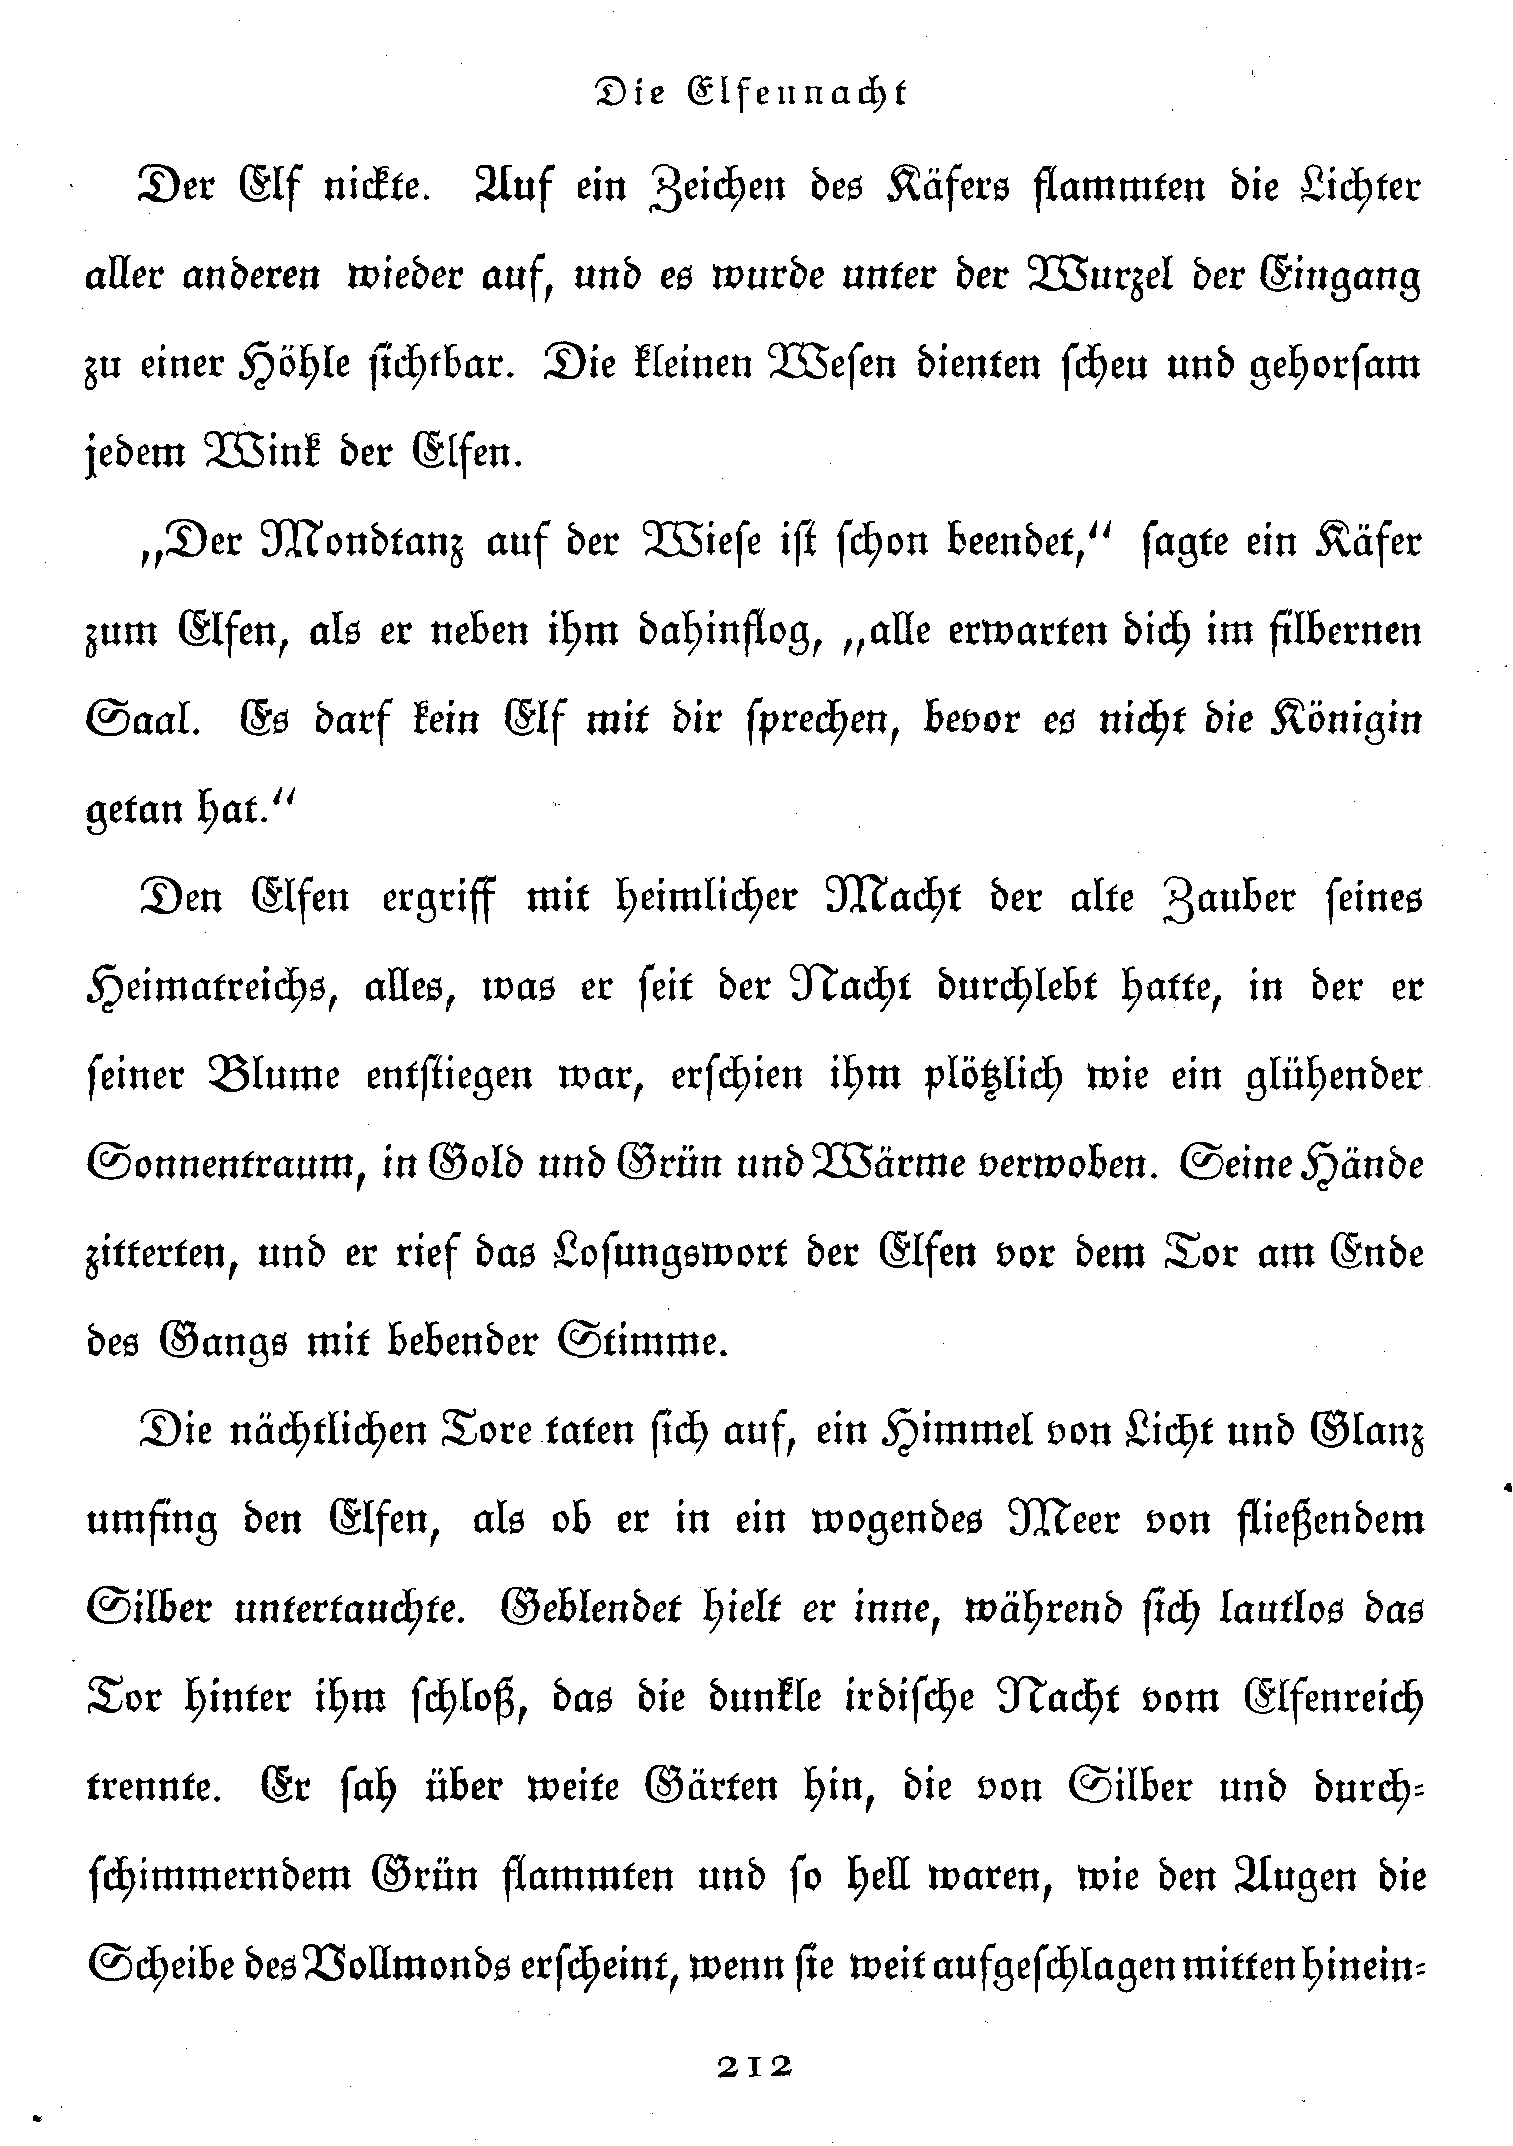 Die Elfennacht
Der Elf nickte. Auf ein Zeichen des Käfers flammten die Lichter
aller anderen wieder auf, und es wurde unter der Wurzel der Eingang
zu einer Höhle ſichtbar. Die kleinen Weſen dienten ſcheu und gehorſam
jedem Wink der Elfen.
„Der Mondtanz auf der Wieſe iſt ſchon beendet,“ ſagte ein Käfer
zum Elfen, als er neben ihm dahinflog, „alle erwarten dich im ſilbernen
Saal. Es darf kein Elf mit dir ſprechen, bevor es nicht die Königin
getan hat.“
Den Elfen ergriff mit heimlicher Macht der alte Zauber ſeines
Heimatreichs, alles, was er ſeit der Nacht durchlebt hatte, in der er
ſeiner Blume entſtiegen war, erſchien ihm plötzlich wie ein glühender
Sonnentraum, in Gold und Grün und Wärme verwoben. Seine Hände
zitterten, und er rief das Loſungswort der Elfen vor dem Tor am Ende
des Gangs mit bebender Stimme.
Die nächtlichen Tore taten ſich auf, ein Himmel von Licht und Glanz
umfing den Elfen, als ob er in ein wogendes Meer von fließendem
Silber untertauchte. Geblendet hielt er inne, während ſich lautlos das
Tor hinter ihm ſchloß, das die dunkle irdiſche Nacht vom Elfenreich
trennte. Er ſah über weite Gärten hin, die von Silber und durch⸗
ſchimmerndem Grün flammten und ſo hell waren, wie den Augen die
Scheibe des Vollmonds erſcheint, wenn ſie weit aufgeſchlagen mitten hinein⸗
212